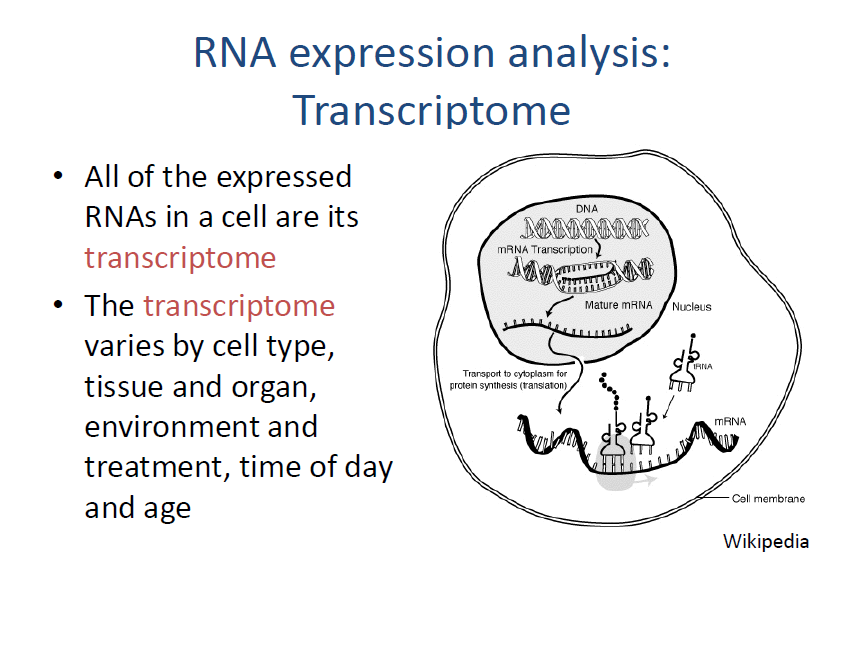 RNA expression analysis:
Transcriptome
• All of the expressed
RNAs in a cell are its
transcriptome
• The transcriptome
varies by cell type,
tissue and organ,
environment and
treatment, time of day
and age
DNA
mRNA Transcription
Mature mRNA
Nucleus
Transport to cytoplasm for
protein synthesis (translation)
tRNA
mRNA
Cell membrane
Wikipedia